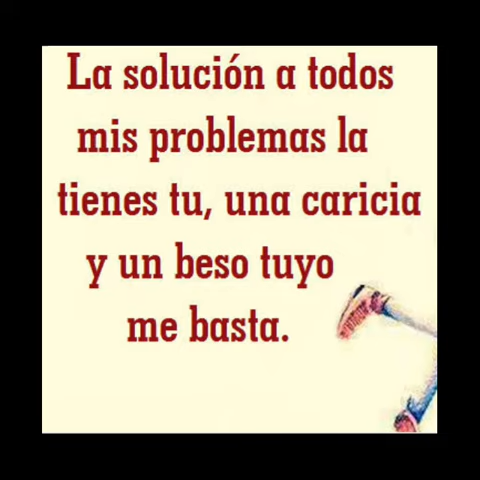 La solución a todos
mis problemas la
tienes tu, una caricia
y un beso tuyo
me basta.